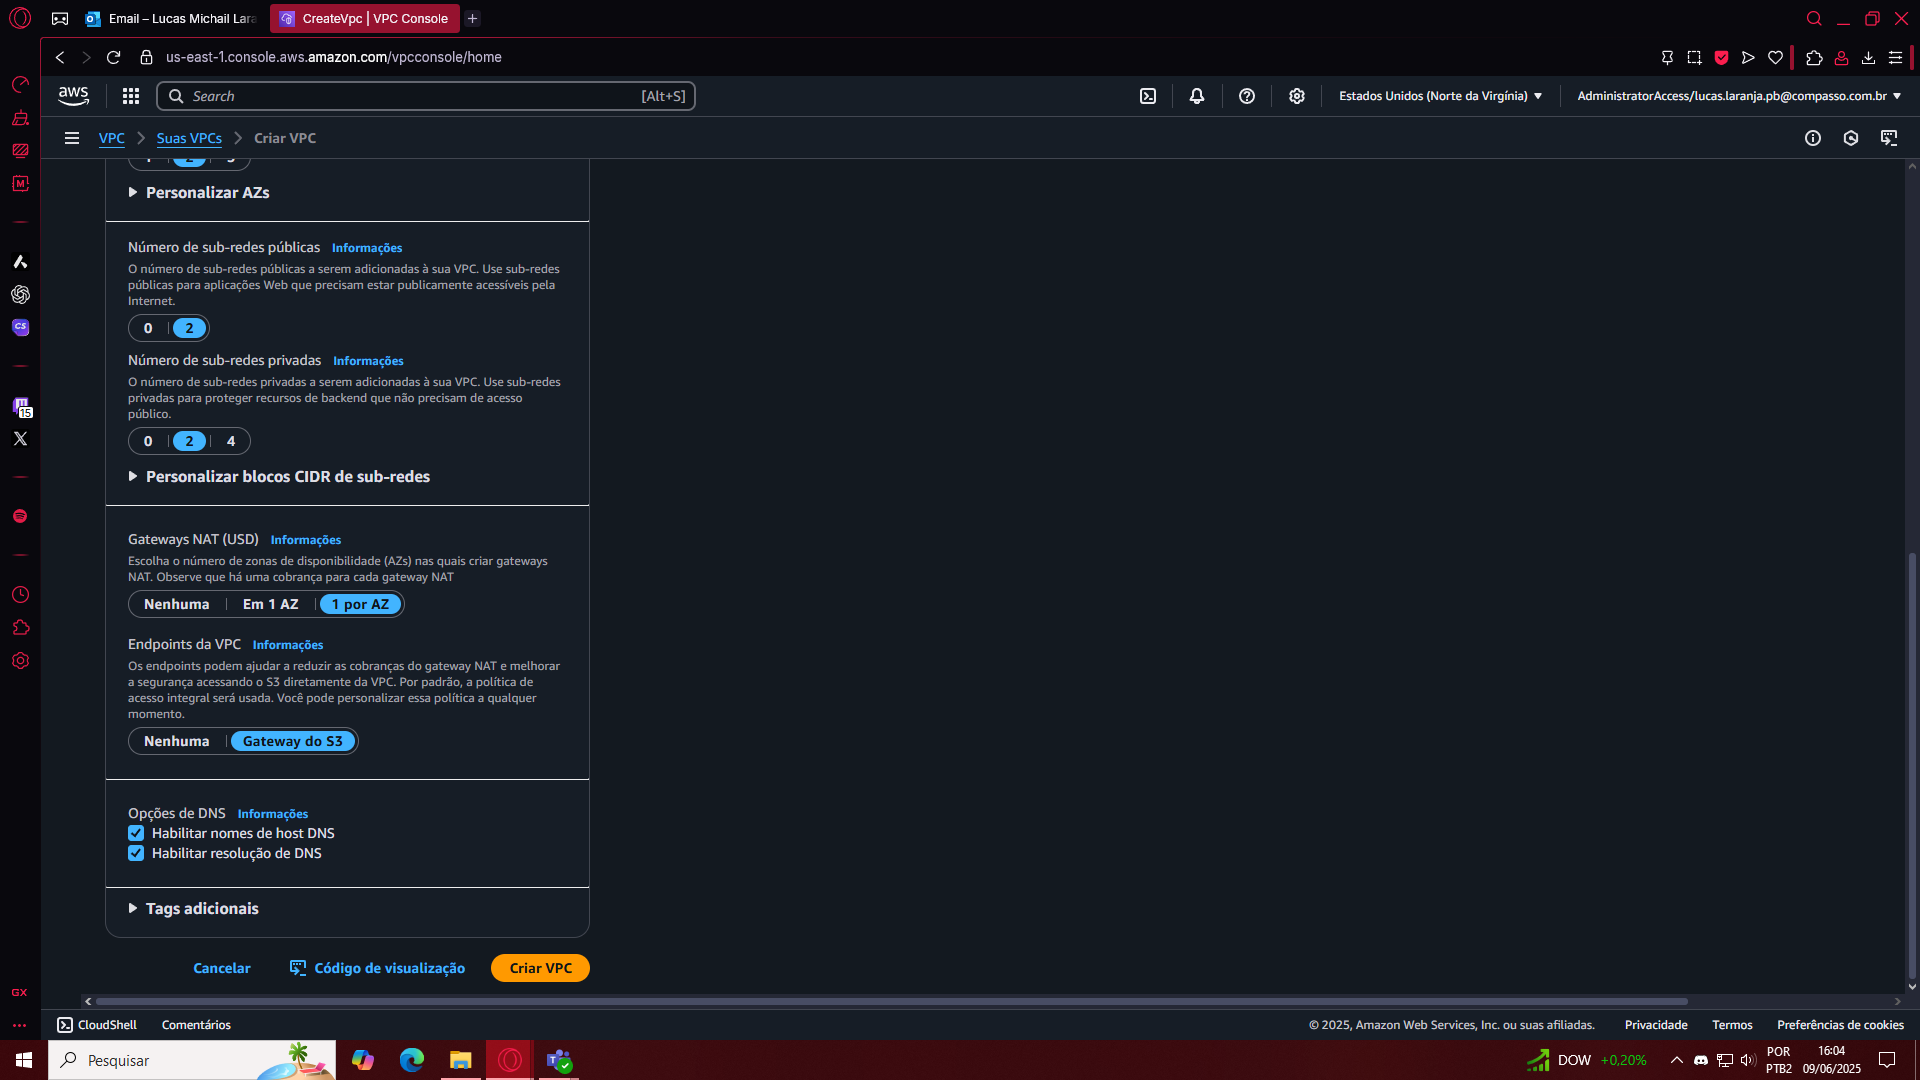 Email – Lucas Michail Lara
CreateVpc | VPC Console
us-east-1.console.aws.amazon.com/vpcconsole/home
aws
Search
[Alt+S]
Estados Unidos (Norte da Virgínia)
AdministratorAccess/lucas.laranja.pb@compasso.com.br
VPC
Suas VPCs
Criar VPC
Personalizar AZs
Número de sub-redes públicas Informações
O número de sub-redes públicas a serem adicionadas à sua VPC. Use sub-redes
públicas para aplicações Web que precisam estar publicamente acessíveis pela
Internet.
0 2
Número de sub-redes privadas Informações
O número de sub-redes privadas a serem adicionadas à sua VPC. Use sub-redes
privadas para proteger recursos de backend que não precisam de acesso
público.
0 2 4
Personalizar blocos CIDR de sub-redes
Gateways NAT (USD) Informações
Escolha o número de zonas de disponibilidade (AZs) nas quais criar gateways
NAT. Observe que há uma cobrança para cada gateway NAT
Nenhuma Em 1 AZ 1 por AZ
Endpoints da VPC Informações
Os endpoints podem ajudar a reduzir as cobranças do gateway NAT e melhorar
a segurança acessando o S3 diretamente da VPC. Por padrão, a política de
acesso integral será usada. Você pode personalizar essa política a qualquer
momento.
Nenhuma Gateway do S3
Opções de DNS Informações
Habilitar nomes de host DNS
Habilitar resolução de DNS
Tags adicionais
Cancelar
Código de visualização
Criar VPC
M
CS
15
GX
CloudShell
Comentários
© 2025, Amazon Web Services, Inc. ou suas afiliadas.
Privacidade
Termos
Preferências de cookies
Pesquisar
DOW +0,20%
POR
PTB2
16:04
09/06/2025